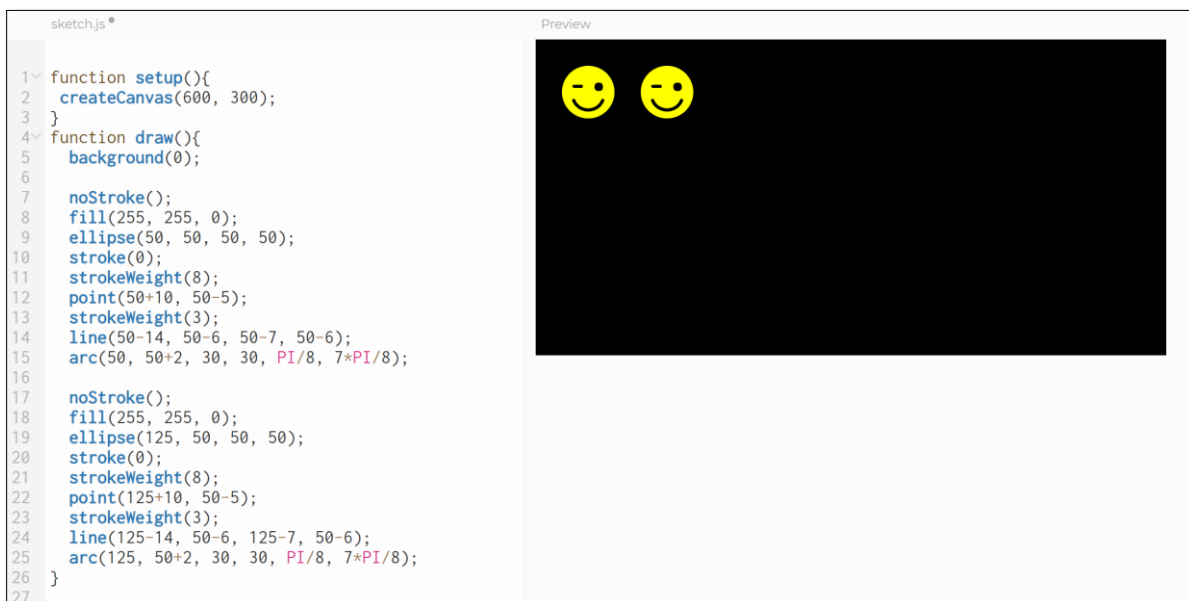 sketch.js
Preview
1 function setup(){
2 createCanvas(600, 300);
3 }
4 function draw(){
5 background(0);
6
7 noStroke();
8 fill(255, 255, 0);
9 ellipse(50, 50, 50, 50);
10 stroke(0);
11 strokeWeight(8);
12 point(50+10, 50-5);
13 strokeWeight(3);
14 line(50-14, 50-6, 50-7, 50-6);
15 arc(50, 50+2, 30, 30, PI/8, 7*PI/8);
16
17 noStroke();
18 fill(255, 255, 0);
19 ellipse(125, 50, 50, 50);
20 stroke(0);
21 strokeWeight(8);
22 point(125+10, 50-5);
23 strokeWeight(3);
24 line(125-14, 50-6, 125-7, 50-6);
25 arc(125, 50+2, 30, 30, PI/8, 7*PI/8);
26 }
27